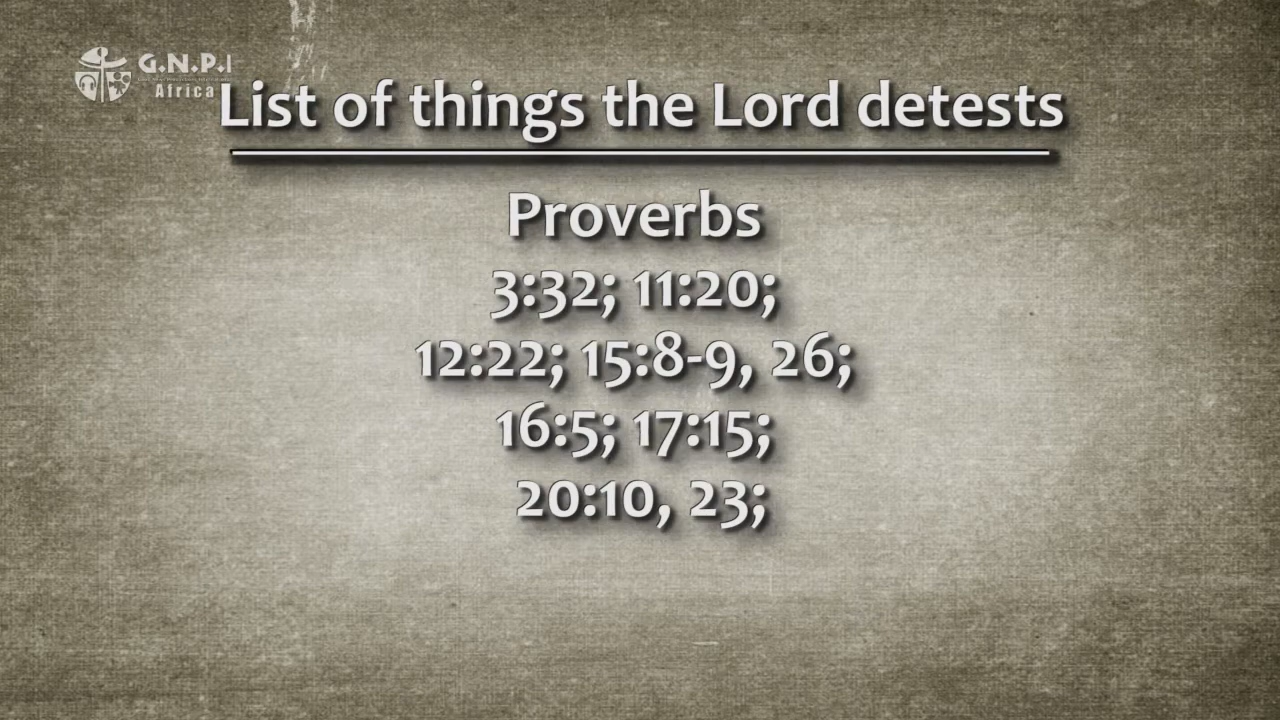 G.N.P.I
Africa
List of things the Lord detests
Proverbs
3:32; 11:20;
12:22; 15:8-9, 26;
16:5; 17:15;
20:10, 23;